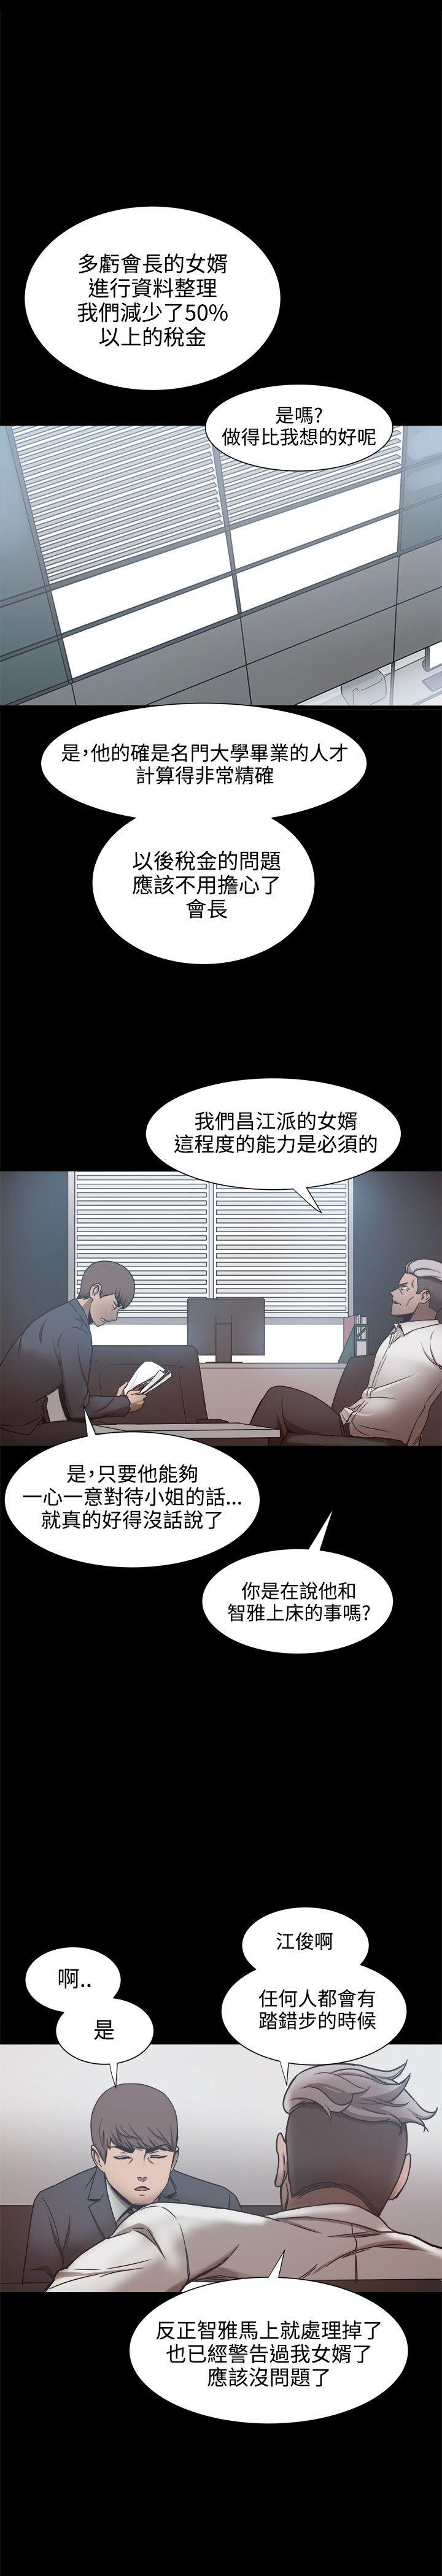 多虧會長的女婿
進行資料整理
我們減少了50%
以上的稅金
是嗎?
做得比我想的好呢
是,他的確是名門大學畢業的人才
計算得非常精確
以後稅金的問題
應該不用擔心了
會長
我們昌江派的女婿
這程度的能力是必須的
是,只要他能夠
一心一意對待小姐的話...
就真的好得沒話說了
你是在說他和
智雅上床的事嗎?
啊..
是
江俊啊
任何人都會有
踏錯步的時候
反正智雅馬上就處理掉了
也已經警告過我女婿了
應該沒問題了